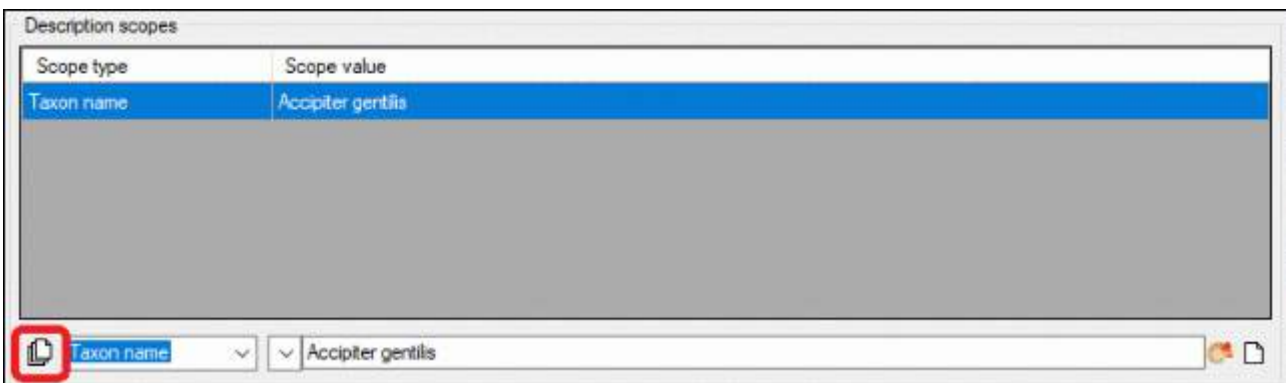 Description scopes
Scope type Scope value
Taxon name Accipiter gentilis
Taxon name Accipiter gentilis